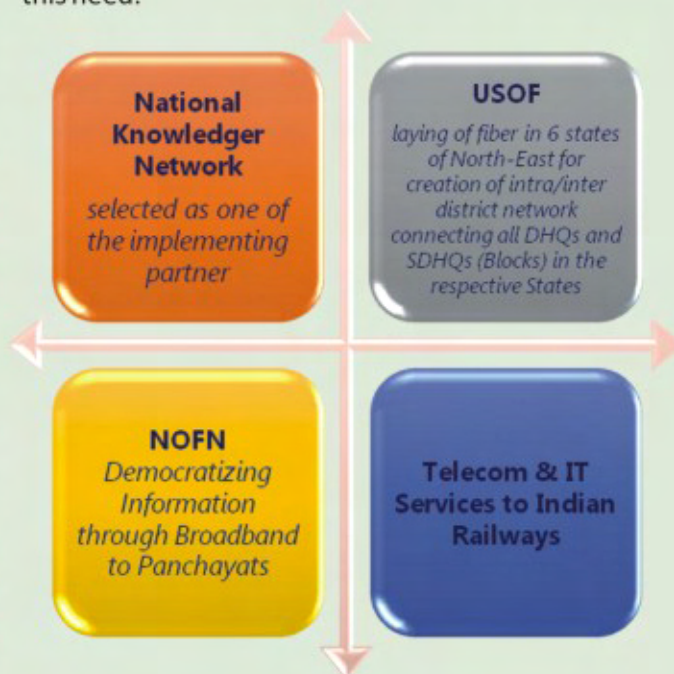 this need:
National
Knowledger
Network
selected as one of
the implementing
partner
USOF
laying of fiber in 6 states
of North-East for
creation of intra/inter
district network
connecting all DHQs and
SDHQs (Blocks) in the
respective States
NOFN
Democratizing
Information
through Broadband
to Panchayats
Telecom & IT
Services to Indian
Railways